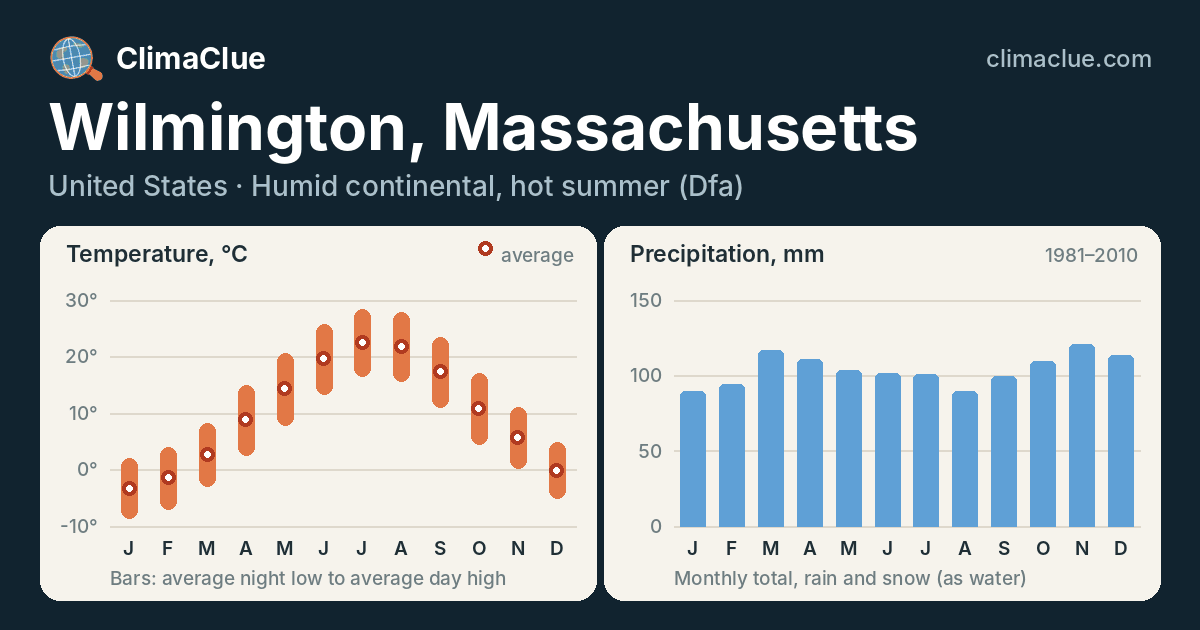 ClimaClue
climaclue.com
Wilmington, Massachusetts
United States · Humid continental, hot summer (Dfa)
Temperature, °C
average
30°
20°
10°
0°
-10°
J F M A M J J A S O N D
Bars: average night low to average day high
Precipitation, mm
1981–2010
150
100
50
0
J F M A M J J A S O N D
Monthly total, rain and snow (as water)